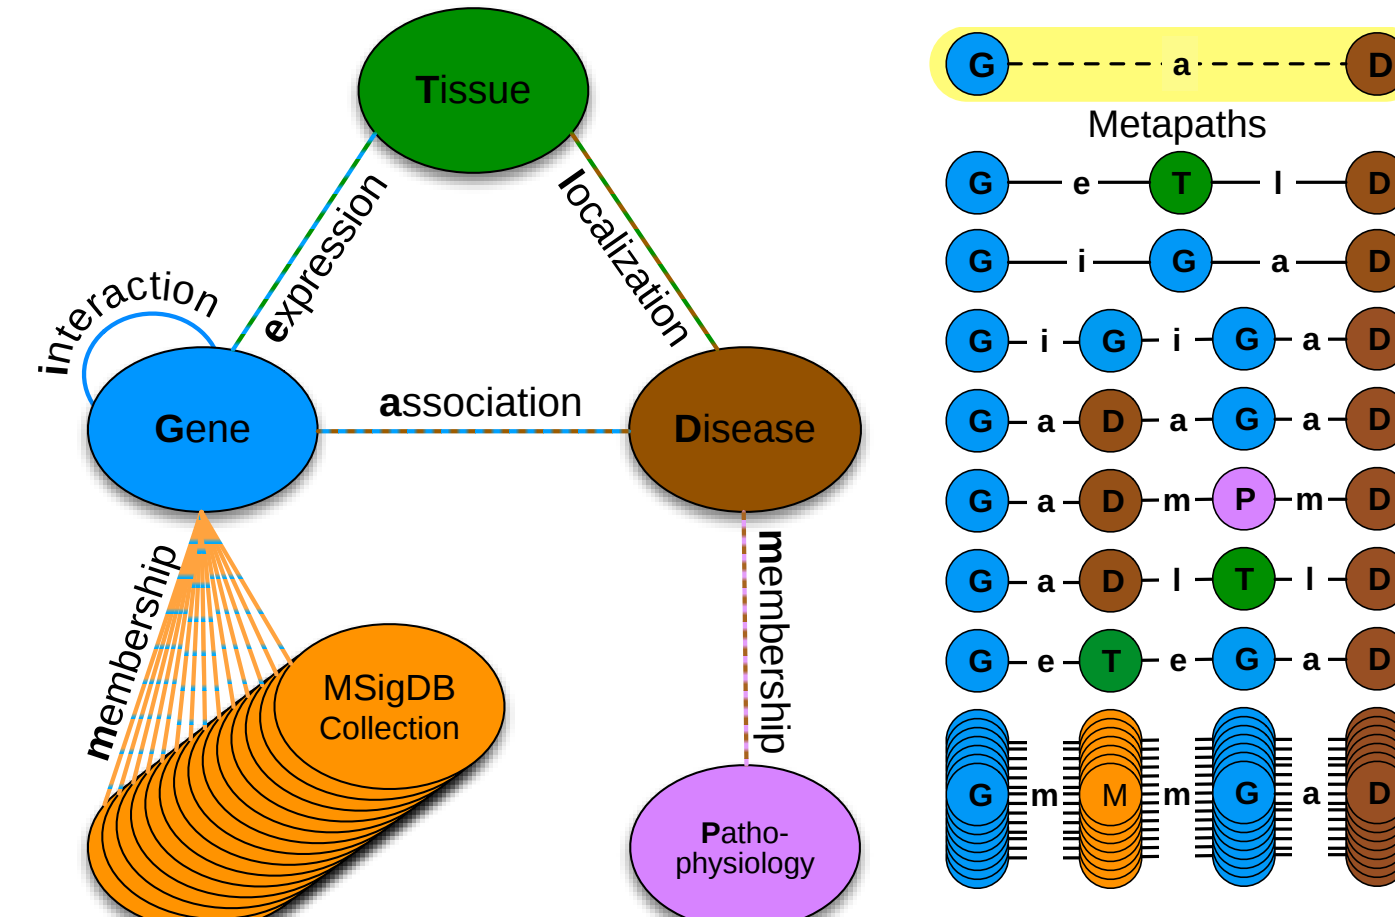 Tissue
expression
localization
interaction
Gene
association
Disease
membership
MSigDB
Collection
membership
Patho-
physiology
G a D
Metapaths
G e T l D
G i G a D
G i G i G a D
G a D a G a D
G a D m P m D
G a D l T l D
G e T e G a D
G m M m G a D